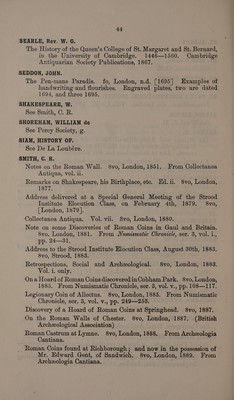 44
SEARLE, Rev. W. G.
The History of the Queen's College of St. Margaret and St. Bernard,
in the University of Cambridge. 1446—1560. Cambridge
Antiquarian Society Publications, 1867.
SEDDON, JOHN.
The Pen-mans Paradis. fo, London, n.d. [1695] Examples of
handwriting and flourishes. Engraved plates, two are dated
1694, and three 1695.
SHAKESPEARE, W.
See Smith, C. R.
SHOREHAM, WILLIAM de
See Percy Society, g.
SIAM, HISTORY OF.
See De La Loubère.
SMITH, C. R.
Notes on the Roman Wall. 8vo, London, 1851. From Collectanea
Antiqua, vol. ii.
Remarks on Shakespeare, his Birthplace, etc. Ed. ii. 8vo, London,
1877.
Address delivered at a Special General Meeting of the Strood
Institute Elocution Class, on February 4th, 1879. 8vo,
[London, 1879].
Collectanea Antiqua. Vol. vii. 8vo, London, 1880.
Note on some Discoveries of Roman Coins in Gaul and Britain.
8vo, London, 1881. From Numismatic Chronicle, ser. 3, vol. i.,
pp. 24—31.
Address to the Strood Institute Elocution Class, August 30th, 1883.
8vo, Strood, 1883.
Retrospections, Social and Archæological. 8vo, London, 1883.
Vol. i. only.
On a Hoard of Roman Coins discovered in Cobham Park. 8vo, London,
1885. From Numismatic Chronicle, ser. 3, vol. v., pp. 108—117.
Legionary Coin of Allectus. 8vo, London, 1885. From Numismatic
Chronicle, ser. 3, vol. v., pp. 249—253.
Discovery of a Hoard of Roman Coins at Springhead. 8vo, 1887.
On the Roman Walls of Chester. 8vo, London, 1887. (British
Archæological Association)
Roman Castrum at Lymne. 8vo, London, 1888. From Archæologia
Cantiana.
Roman Coins found at Richborough; and now in the possession of
Mr. Edward Gent, of Sandwich. 8vo, London, 1889. From
Archæologia Cantiana.